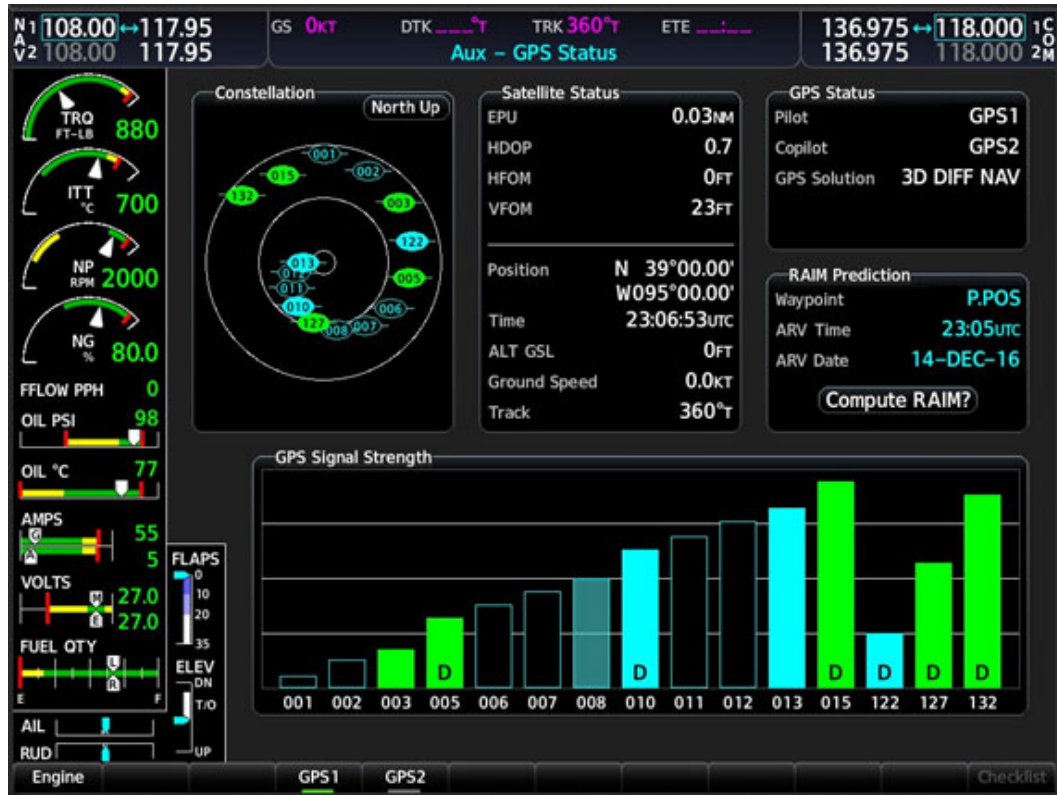 NAV 1 108.00 ↔ 117.95 GS 0KT DTK ___°T TRK 360°T ETE __:__ 136.975 ↔ 118.000 1 COM
2 108.00 117.95 Aux – GPS Status 136.975 118.000 2
TRQ
FT-LB 880
ITT
°C 700
NP
RPM 2000
NG
% 80.0
FFLOW PPH 0
OIL PSI 98
OIL °C 77
AMPS
G 55
A 5
VOLTS
M 27.0
E 27.0
FUEL QTY
L
R
E F
AIL
RUD
FLAPS
0
10
20
35
ELEV
DN
T/O
UP
Constellation
North Up
001
002
015
132
003
122
013
012
005
011
010
006
127
008
007
Satellite Status
EPU 0.03NM
HDOP 0.7
HFOM 0FT
VFOM 23FT
Position N 39°00.00'
W095°00.00'
Time 23:06:53UTC
ALT GSL 0FT
Ground Speed 0.0KT
Track 360°T
GPS Status
Pilot GPS1
Copilot GPS2
GPS Solution 3D DIFF NAV
RAIM Prediction
Waypoint P.POS
ARV Time 23:05UTC
ARV Date 14-DEC-16
Compute RAIM?
GPS Signal Strength
D D D D D D
001 002 003 005 006 007 008 010 011 012 013 015 122 127 132
Engine GPS1 GPS2 Checklist